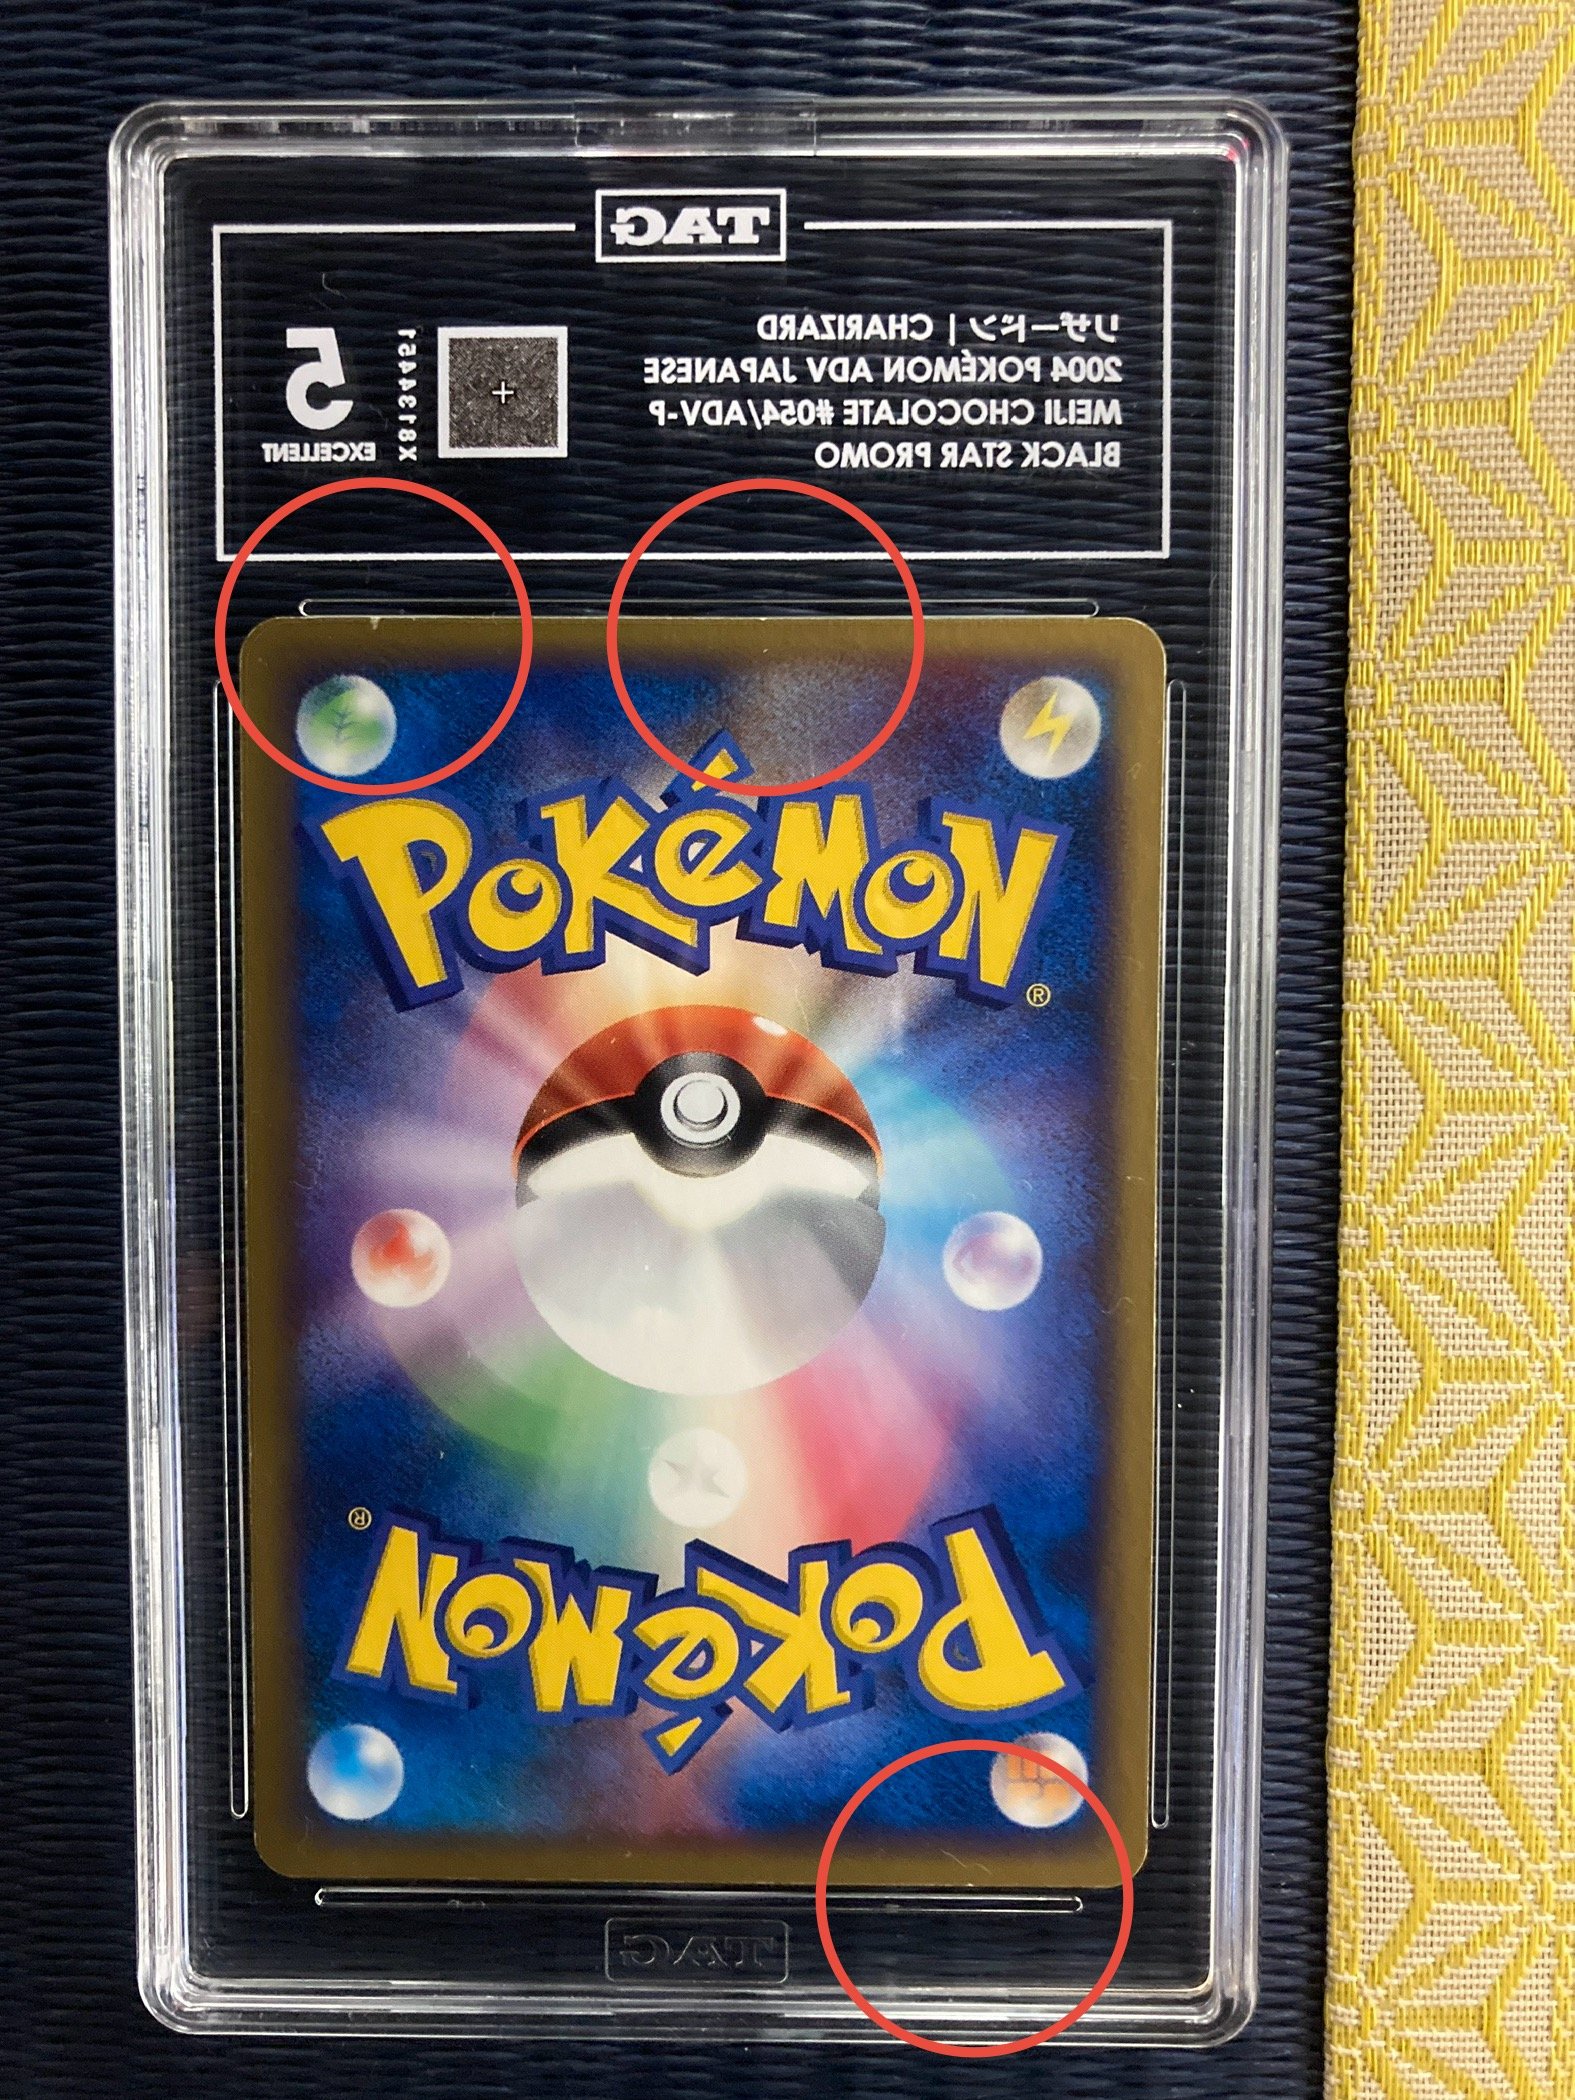 TAG
リザードン | CHARIZARD
2004 POKÉMON ADV JAPANESE
MEIJI CHOCOLATE #054/ADV-P
BLACK STAR PROMO
X8184451
5
EXCELLENT
POKéMON
®
POKéMON
®
TAG